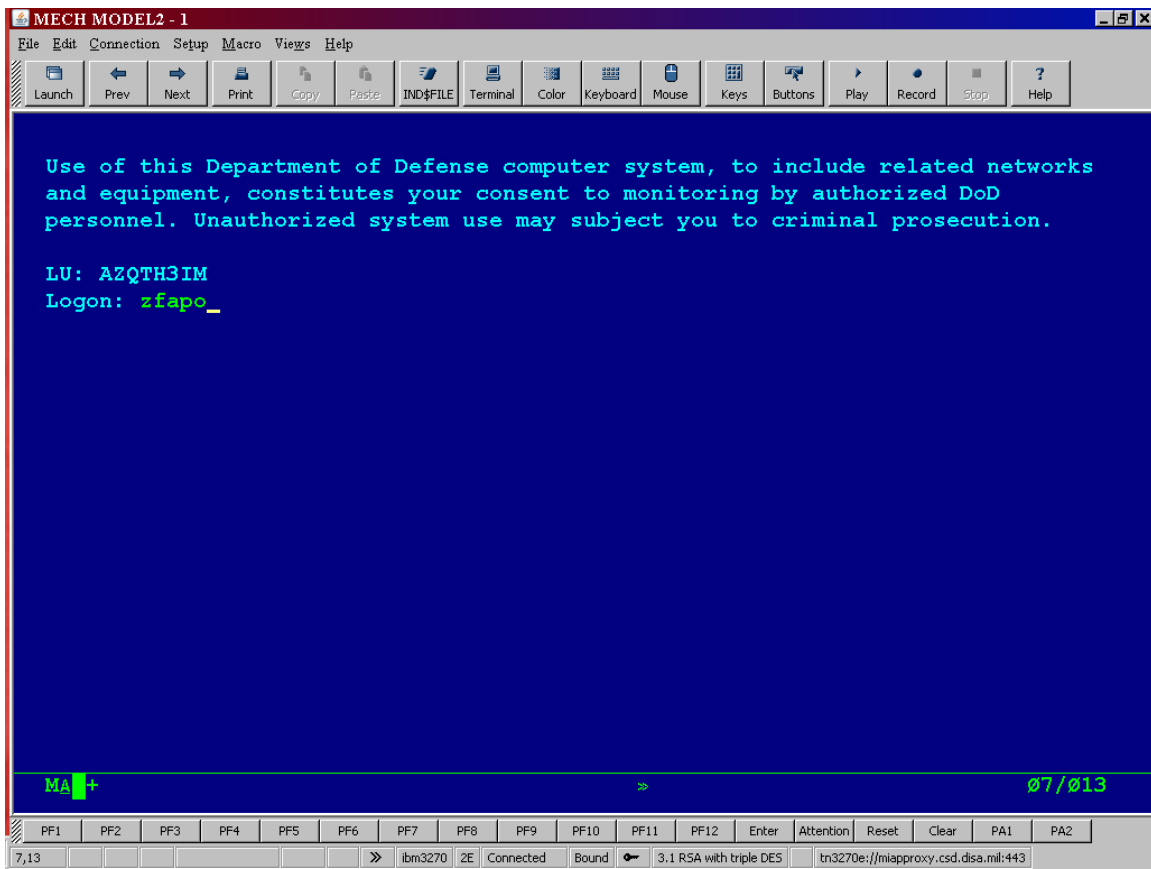 MECH MODEL2 - 1
File Edit Connection Setup Macro Views Help
Launch Prev Next Print Copy Paste IND$FILE Terminal Color Keyboard Mouse Keys Buttons Play Record Stop Help
Use of this Department of Defense computer system, to include related networks
and equipment, constitutes your consent to monitoring by authorized DoD
personnel. Unauthorized system use may subject you to criminal prosecution.
LU: AZQTH3IM
Logon: zfapo_
MA + » Ø7/Ø13
PF1 PF2 PF3 PF4 PF5 PF6 PF7 PF8 PF9 PF10 PF11 PF12 Enter Attention Reset Clear PA1 PA2
7,13 » ibm3270 2E Connected Bound 3.1 RSA with triple DES tn3270e://miapproxy.csd.disa.mil:443